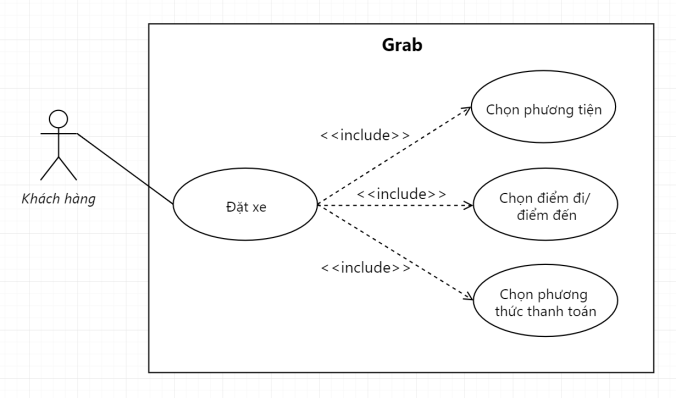 Grab
Chọn phương tiện
<<include>>
Khách hàng
Đặt xe
<<include>>
Chọn điểm đi/
điểm đến
<<include>>
Chọn phương
thức thanh toán